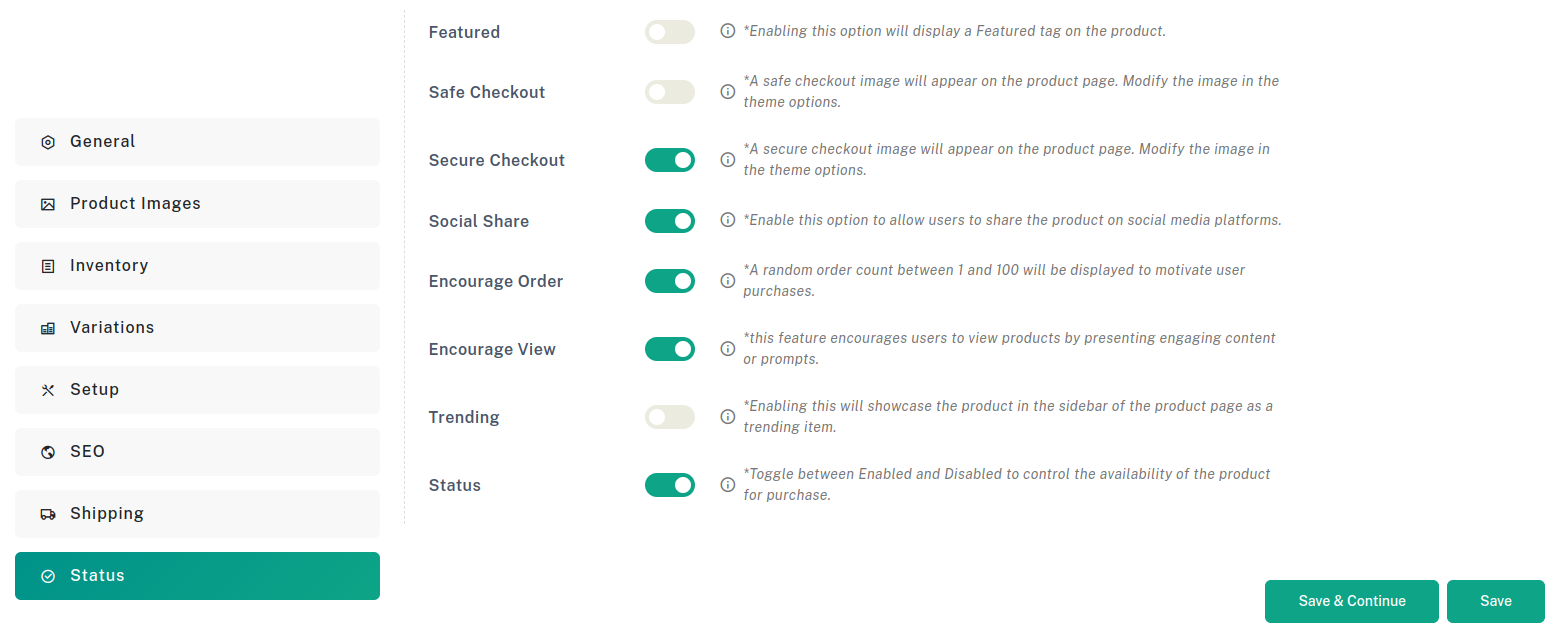 General
Product Images
Inventory
Variations
Setup
SEO
Shipping
Status
Featured
*Enabling this option will display a Featured tag on the product.
Safe Checkout
*A safe checkout image will appear on the product page. Modify the image in the
theme options.
Secure Checkout
*A secure checkout image will appear on the product page. Modify the image in
the theme options.
Social Share
*Enable this option to allow users to share the product on social media platforms.
Encourage Order
*A random order count between 1 and 100 will be displayed to motivate user
purchases.
Encourage View
*this feature encourages users to view products by presenting engaging content
or prompts.
Trending
*Enabling this will showcase the product in the sidebar of the product page as a
trending item.
Status
*Toggle between Enabled and Disabled to control the availability of the product
for purchase.
Save & Continue
Save